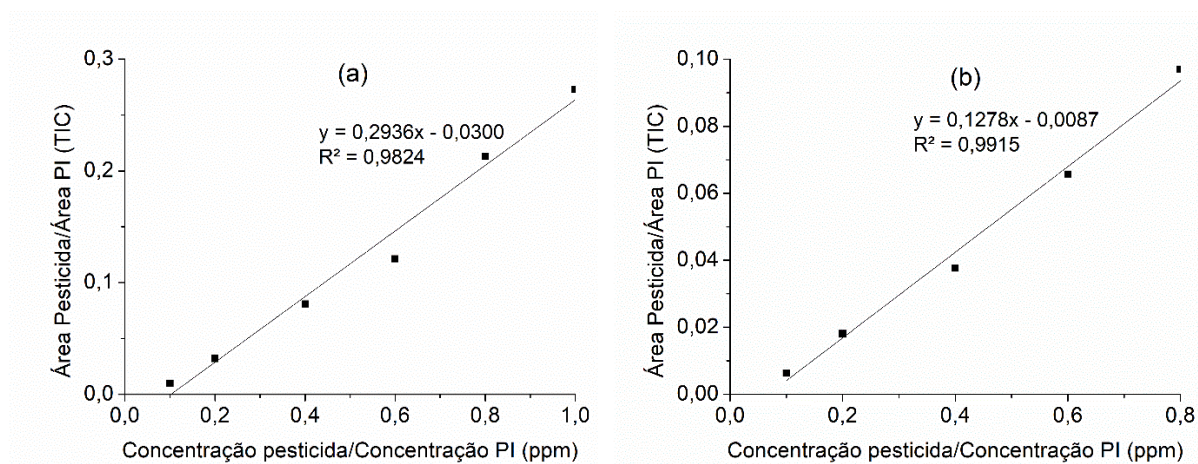 (a)
y = 0,2936x - 0,0300
R² = 0,9824
Área Pesticida/Área PI (TIC)
0,3
0,2
0,1
0,0
0,0 0,2 0,4 0,6 0,8 1,0
Concentração pesticida/Concentração PI (ppm)
(b)
y = 0,1278x - 0,0087
R² = 0,9915
Área Pesticida/Área PI (TIC)
0,10
0,08
0,06
0,04
0,02
0,00
0,0 0,2 0,4 0,6 0,8
Concentração pesticida/Concentração PI (ppm)